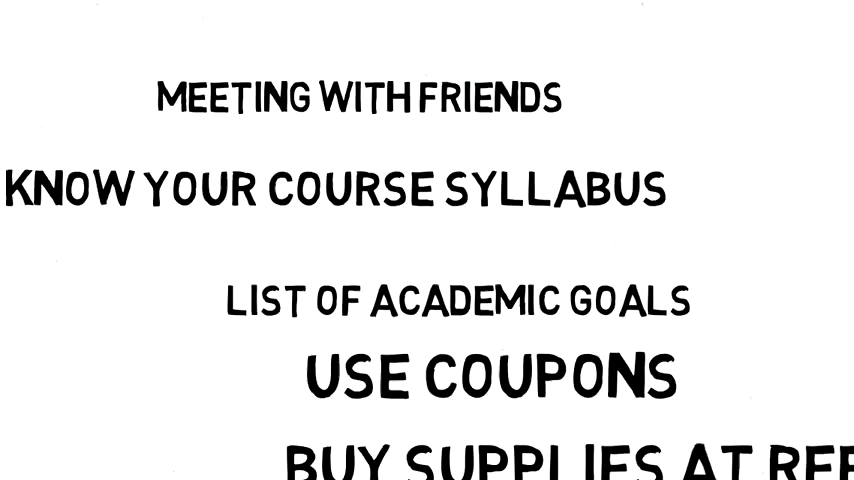 MEETING WITH FRIENDS
KNOW YOUR COURSE SYLLABUS
LIST OF ACADEMIC GOALS
USE COUPONS
BUY SUPPLIES AT